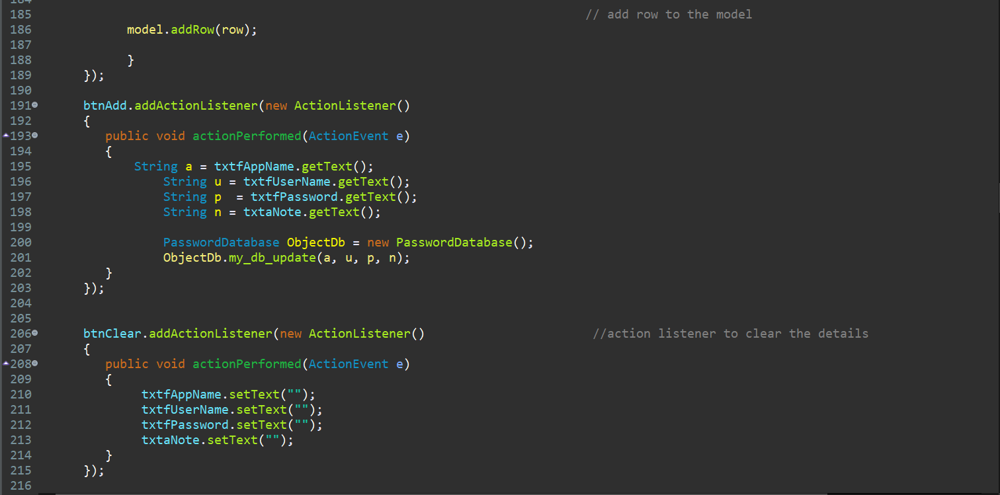 184
185 // add row to the model
186 model.addRow(row);
187
188 }
189 });
190
191 btnAdd.addActionListener(new ActionListener()
192 {
193 public void actionPerformed(ActionEvent e)
194 {
195 String a = txtfAppName.getText();
196 String u = txtfUserName.getText();
197 String p  = txtfPassword.getText();
198 String n = txtaNote.getText();
199
200 PasswordDatabase ObjectDb = new PasswordDatabase();
201 ObjectDb.my_db_update(a, u, p, n);
202 }
203 });
204
205
206 btnClear.addActionListener(new ActionListener() //action listener to clear the details
207 {
208 public void actionPerformed(ActionEvent e)
209 {
210 txtfAppName.setText("");
211 txtfUserName.setText("");
212 txtfPassword.setText("");
213 txtaNote.setText("");
214 }
215 });
216